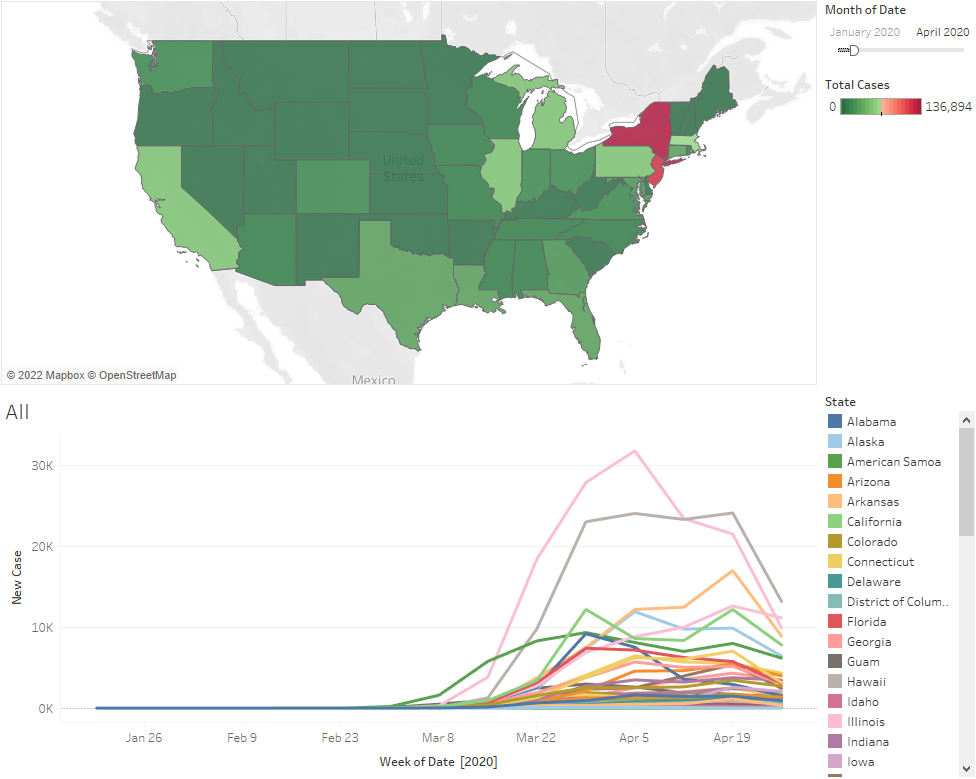 Month of Date
January 2020 April 2020
Total Cases
0 136,894
United
States
Mexico
© 2022 Mapbox © OpenStreetMap
All
New Case
30K
20K
10K
0K
Jan 26 Feb 9 Feb 23 Mar 8 Mar 22 Apr 5 Apr 19
Week of Date [2020]
State
Alabama
Alaska
American Samoa
Arizona
Arkansas
California
Colorado
Connecticut
Delaware
District of Colum..
Florida
Georgia
Guam
Hawaii
Idaho
Illinois
Indiana
Iowa